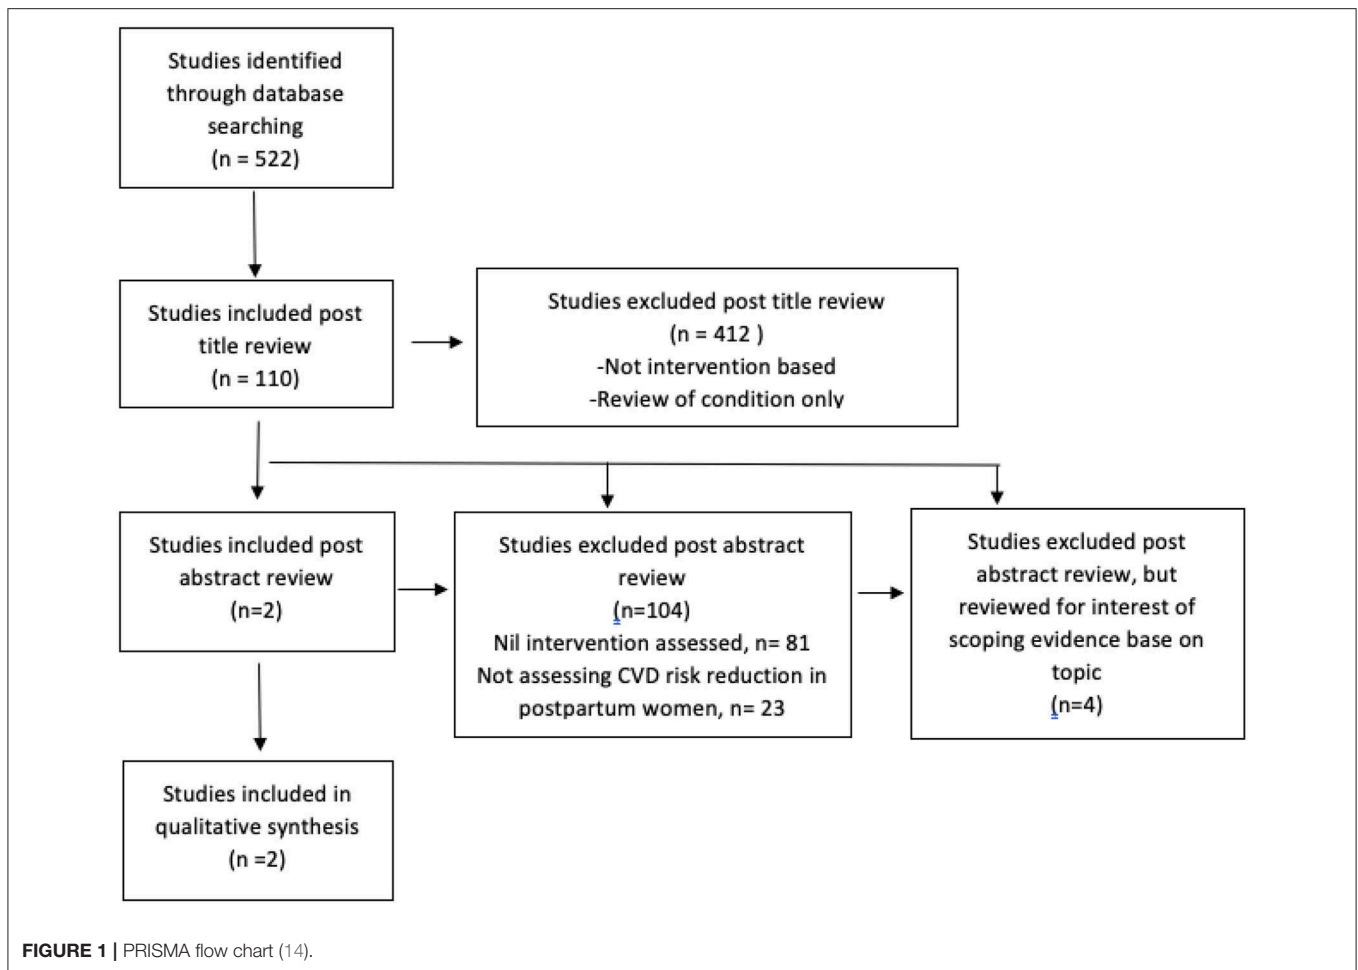 Studies identified
through database
searching
(n = 522)
Studies included post
title review
(n = 110)
Studies excluded post title review
(n = 412 )
-Not intervention based
-Review of condition only
Studies included post
abstract review
(n=2)
Studies excluded post abstract
review
(n=104)
Nil intervention assessed, n= 81
Not assessing CVD risk reduction in
postpartum women, n= 23
Studies excluded post
abstract review, but
reviewed for interest of
scoping evidence base on
topic
(n=4)
Studies included in
qualitative synthesis
(n =2)
FIGURE 1 | PRISMA flow chart (14).